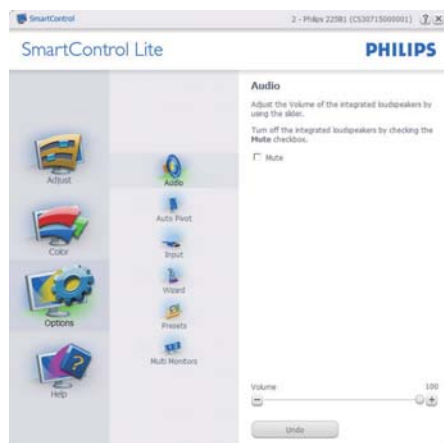 SmartControl
2 - Philips 225B1 (CS30715000001)
SmartControl Lite
PHILIPS
Adjust
Color
Options
Help
Audio
Auto Pivot
Input
Wizard
Presets
Multi Monitors
Audio
Adjust the Volume of the integrated loudspeakers by
using the slider.
Turn off the integrated loudspeakers by checking the
Mute checkbox.
Mute
Volume
100
Undo